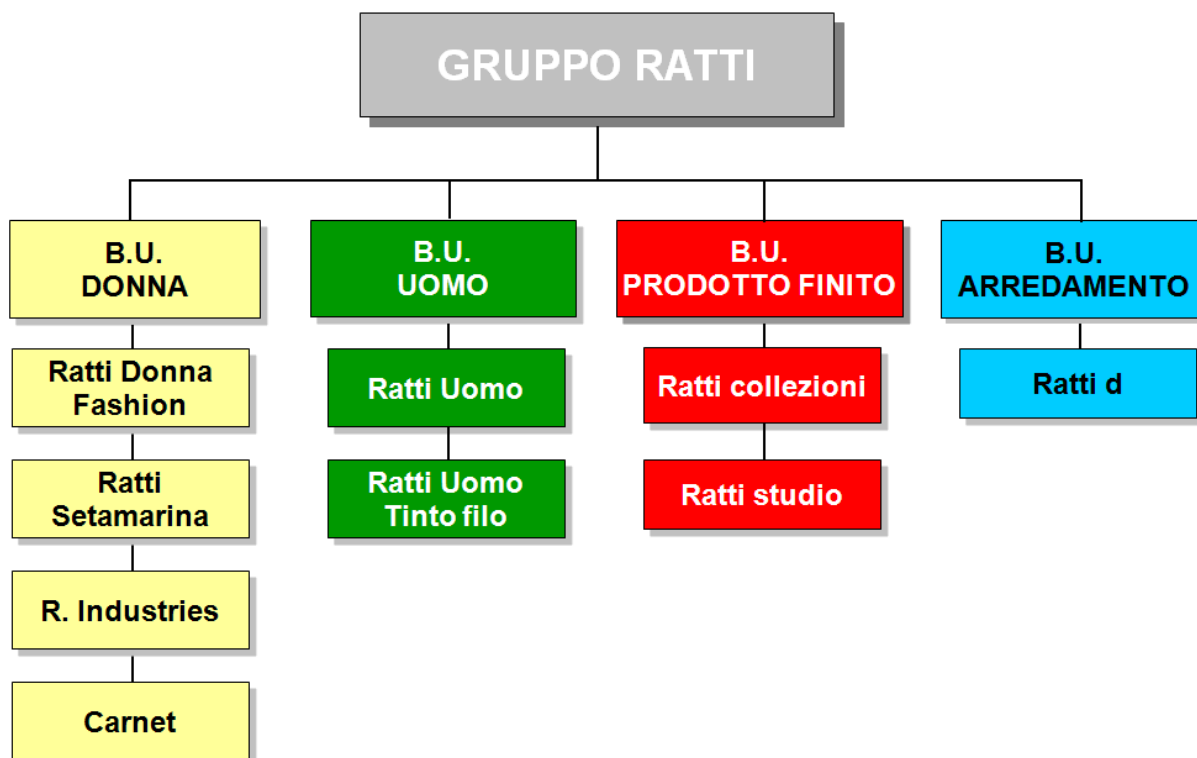 GRUPPO RATTI
B.U.
DONNA
B.U.
UOMO
B.U.
PRODOTTO FINITO
B.U.
ARREDAMENTO
Ratti Donna
Fashion
Ratti Uomo
Ratti collezioni
Ratti d
Ratti
Setamarina
Ratti Uomo
Tinto filo
Ratti studio
R. Industries
Carnet